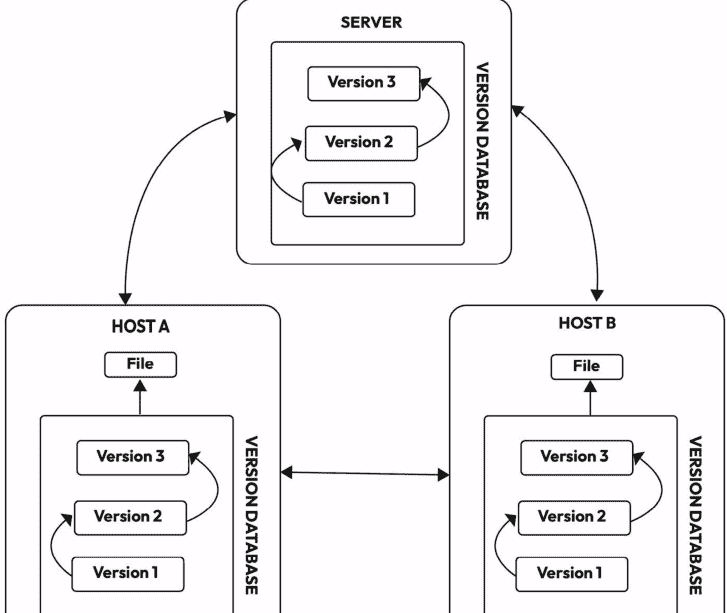 SERVER
Version 3
Version 2
Version 1
VERSION DATABASE
HOST A
File
Version 3
Version 2
Version 1
VERSION DATABASE
HOST B
File
Version 3
Version 2
Version 1
VERSION DATABASE